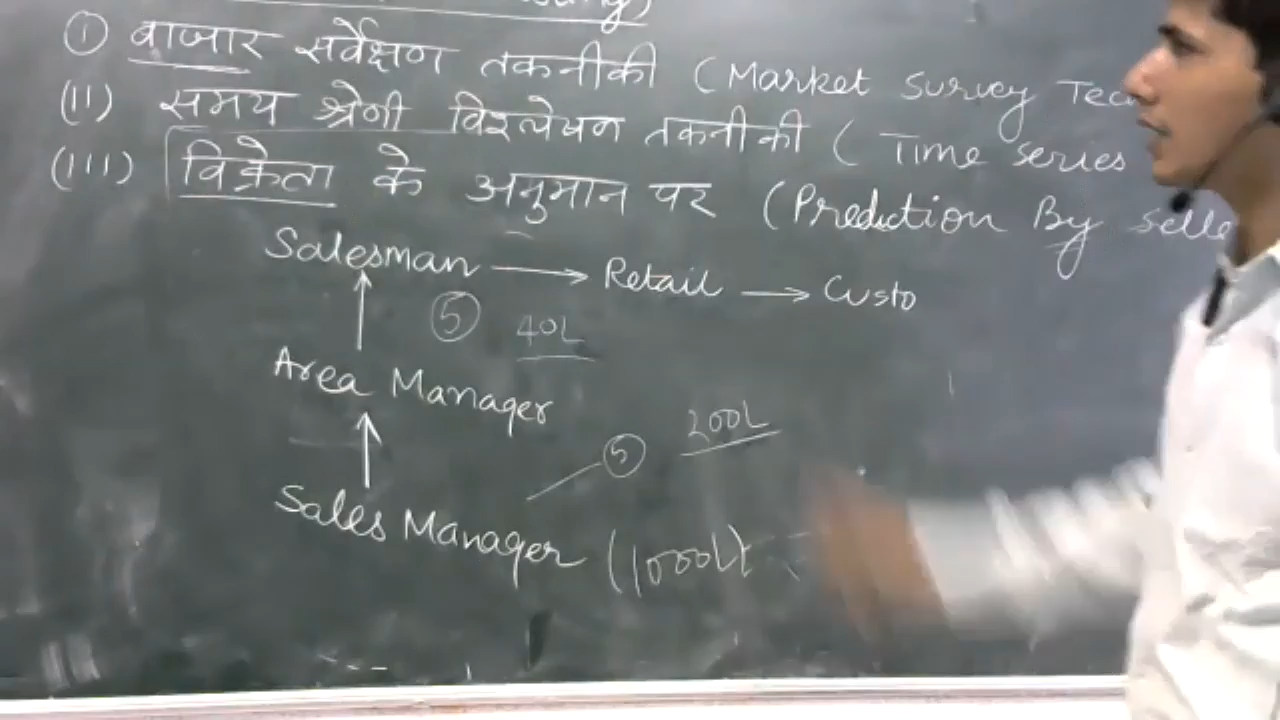 ① बाजार सर्वेक्षण तकनीकी (Market Survey Tec
(II) समय श्रेणी विश्लेषण तकनीकी (Time series
(III) विक्रेता के अनुमान पर (Prediction By Selle
Salesman → Retail → Custo
⑤ 40L
Area Manager
⑤ 200L
Sales Manager (1000L)